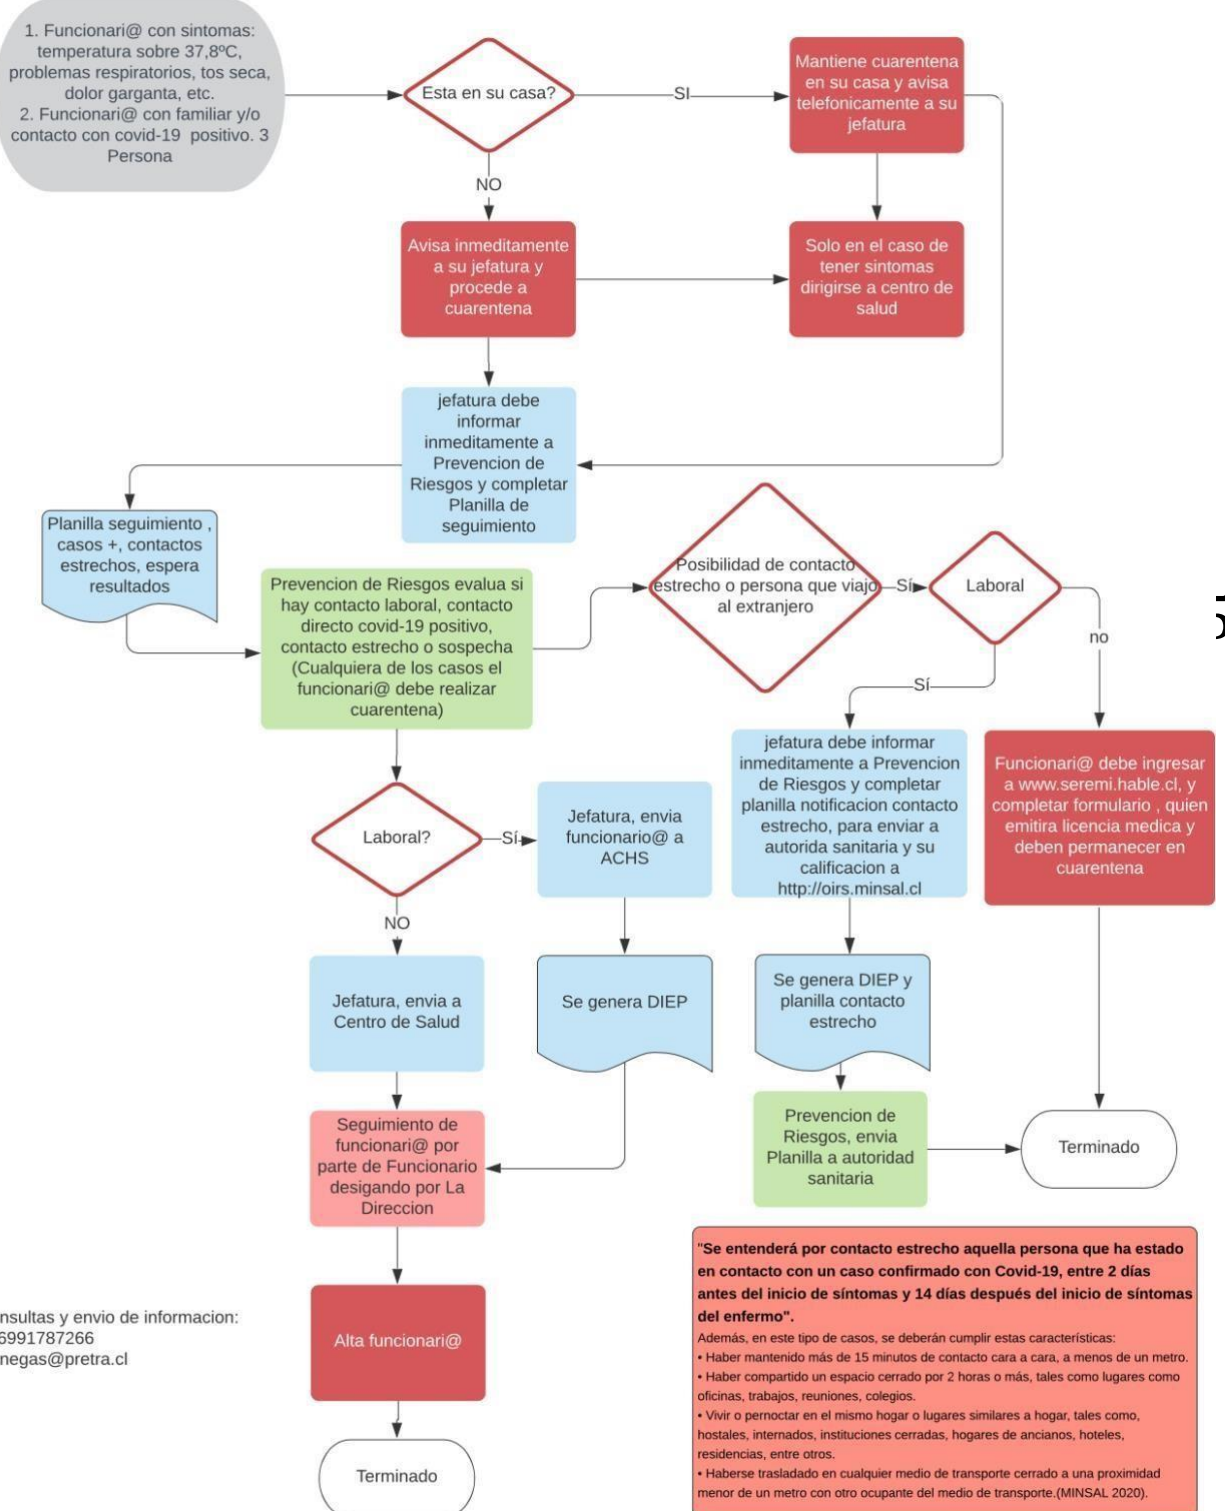 1. Funcionari@ con sintomas:
temperatura sobre 37,8ºC,
problemas respiratorios, tos seca,
dolor garganta, etc.
2. Funcionari@ con familiar y/o
contacto con covid-19 positivo. 3
Persona
Esta en su casa?
SI
Mantiene cuarentena
en su casa y avisa
telefonicamente a su
jefatura
NO
Avisa inmeditamente
a su jefatura y
procede a
cuarentena
Solo en el caso de
tener sintomas
dirigirse a centro de
salud
jefatura debe
informar
inmeditamente a
Prevencion de
Riesgos y completar
Planilla de
seguimiento
Planilla seguimiento ,
casos +, contactos
estrechos, espera
resultados
Prevencion de Riesgos evalua si
hay contacto laboral, contacto
directo covid-19 positivo,
contacto estrecho o sospecha
(Cualquiera de los casos el
funcionari@ debe realizar
cuarentena)
Posibilidad de contacto
estrecho o persona que viajo
al extranjero
Sí
Laboral
no
Sí
jefatura debe informar
inmeditamente a Prevencion
de Riesgos y completar
planilla notificacion contacto
estrecho, para enviar a
autorida sanitaria y su
calificacion a
http://oirs.minsal.cl
Funcionari@ debe ingresar
a www.seremi.hable.cl, y
completar formulario , quien
emitira licencia medica y
deben permanecer en
cuarentena
Laboral?
Sí
Jefatura, envia
funcionario@ a
ACHS
NO
Jefatura, envia a
Centro de Salud
Se genera DIEP
Se genera DIEP y
planilla contacto
estrecho
Seguimiento de
funcionari@ por
parte de Funcionario
desigando por La
Direccion
Prevencion de
Riesgos, envia
Planilla a autoridad
sanitaria
Terminado
Alta funcionari@
Terminado
nsultas y envio de informacion:
6991787266
negas@pretra.cl
"Se entenderá por contacto estrecho aquella persona que ha estado
en contacto con un caso confirmado con Covid-19, entre 2 días
antes del inicio de síntomas y 14 días después del inicio de síntomas
del enfermo".
Además, en este tipo de casos, se deberán cumplir estas características:
• Haber mantenido más de 15 minutos de contacto cara a cara, a menos de un metro.
• Haber compartido un espacio cerrado por 2 horas o más, tales como lugares como
oficinas, trabajos, reuniones, colegios.
• Vivir o pernoctar en el mismo hogar o lugares similares a hogar, tales como,
hostales, internados, instituciones cerradas, hogares de ancianos, hoteles,
residencias, entre otros.
• Haberse trasladado en cualquier medio de transporte cerrado a una proximidad
menor de un metro con otro ocupante del medio de transporte.(MINSAL 2020).